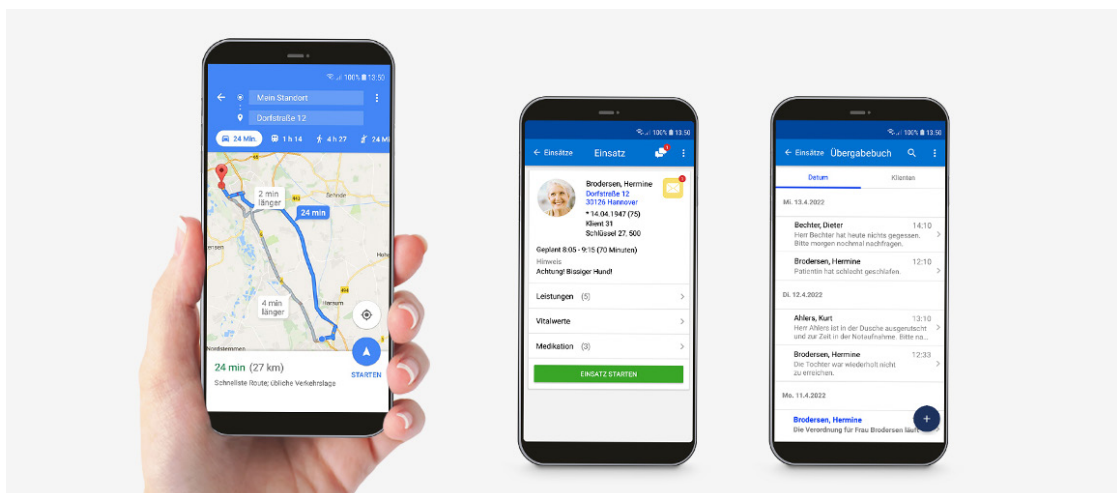 100% 13:50
Mein Standort
Dorfstraße 12
24 Min.
1 h 14
4 h 27
24 Mi
2 min
länger
Sarstedt
24 min
4 min
länger
Harsum
Nordstemmen
24 min (27 km)
Schnellste Route; übliche Verkehrslage
STARTEN
100% 13:50
← Einsätze Einsatz
1
Brodersen, Hermine
Dorfstraße 12
33126 Hannover
* 14.04.1947 (75)
Klient 31
Schlüssel 27, 500
Geplant 8:05 - 9:15 (70 Minuten)
Hinweis
Achtung! Bissiger Hund!
Leistungen (5)
Vitalwerte
Medikation (3)
EINSATZ STARTEN
100% 13:50
← Einsätze Übergabebuch
Datum Klienten
Mi. 13.4.2022
Bechter, Dieter 14:10
Herr Bechter hat heute nichts gegessen.
Bitte morgen nochmal nachfragen.
Brodersen, Hermine 12:10
Patientin hat schlecht geschlafen.
Di. 12.4.2022
Ahlers, Kurt 13:10
Herr Ahlers ist in der Dusche ausgerutscht
und zur Zeit in der Notaufnahme. Bitte na...
Brodersen, Hermine 12:33
Die Tochter war wiederholt nicht
zu erreichen.
Mo. 11.4.2022
Brodersen, Hermine
Die Verordnung für Frau Brodersen läuft
+